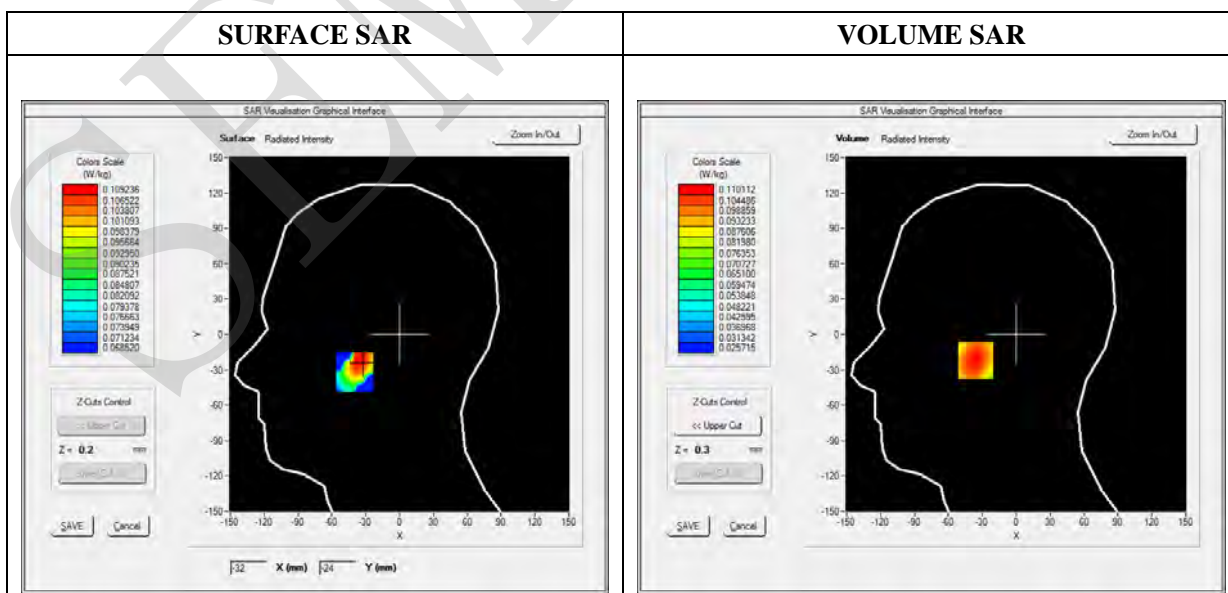 SURFACE SAR
VOLUME SAR
SAR Visualisation Graphical Interface
Surface Radiated Intensity
Zoom In/Out
Colors Scale
(W/kg)
0.109236
0.106522
0.103807
0.101093
0.098379
0.095664
0.092950
0.090235
0.087521
0.084807
0.082092
0.079378
0.076663
0.073949
0.071234
0.068520
Z-Cuts Control
<< Upper Cut
Z = 0.2 mm
SAVE
Cancel
150
120
90
60
30
0
-30
-60
-90
-120
-150
Y
-150 -120 -90 -60 -30 0 30 60 90 120 150
X
-32 X (mm) -24 Y (mm)
SAR Visualisation Graphical Interface
Volume Radiated Intensity
Zoom In/Out
Colors Scale
(W/kg)
0.110112
0.104486
0.098859
0.093233
0.087606
0.081980
0.076353
0.070727
0.065100
0.059474
0.053848
0.048221
0.042595
0.036968
0.031342
0.025715
Z-Cuts Control
<< Upper Cut
Z = 0.3 mm
SAVE
Cancel
150
120
90
60
30
0
-30
-60
-90
-120
-150
Y
-150 -120 -90 -60 -30 0 30 60 90 120 150
X